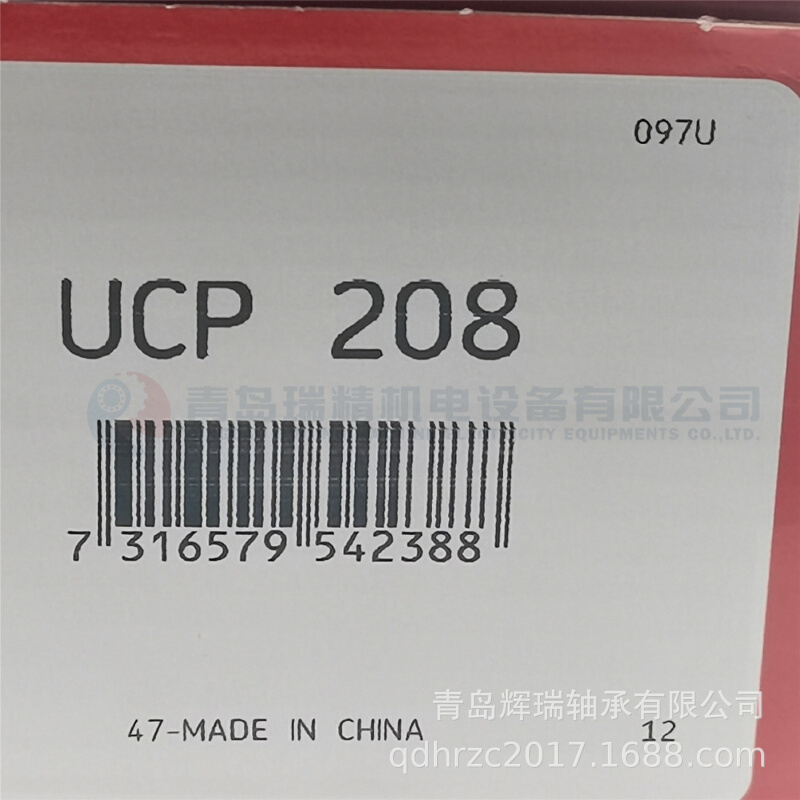 097U
UCP 208
青岛瑞精机电设备有限公司
CITY EQUIPMENTS CO.,LTD.
7 316579 542388
青岛辉瑞轴承有限公司
47-MADE IN CHINA 12
qdhrzc2017.1688.com